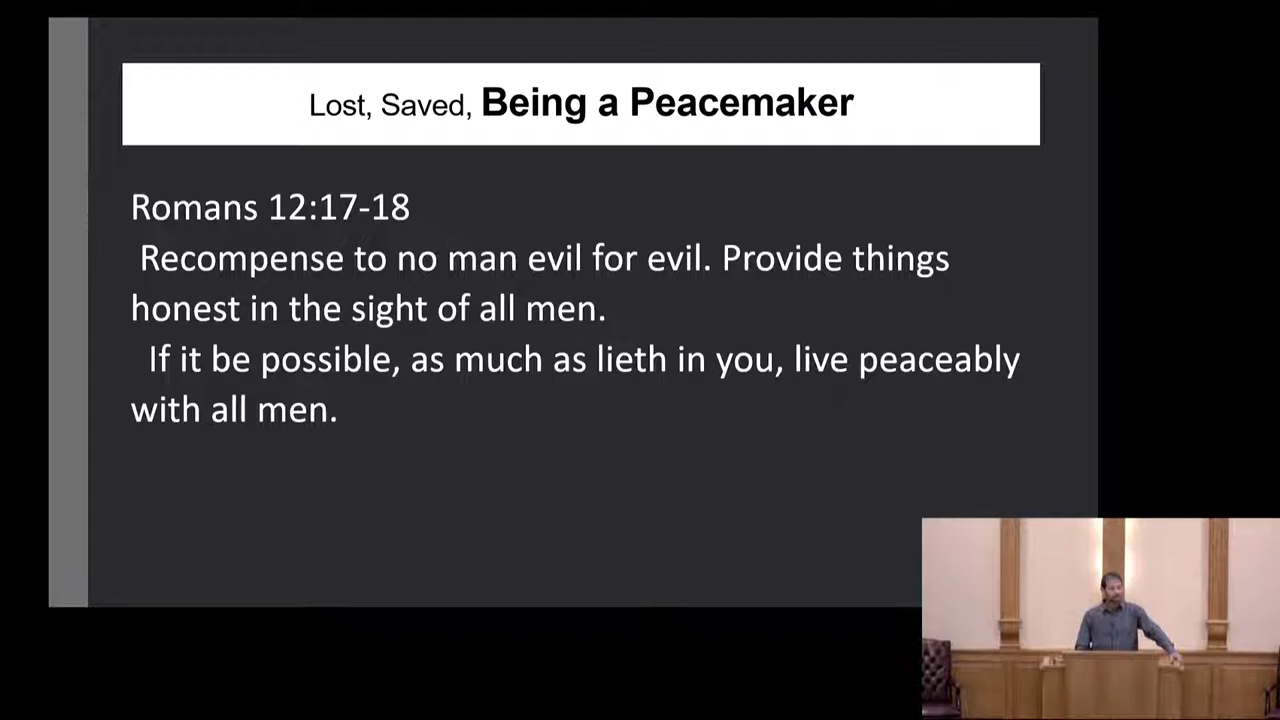 Lost, Saved, Being a Peacemaker
Romans 12:17-18
Recompense to no man evil for evil. Provide things
honest in the sight of all men.
If it be possible, as much as lieth in you, live peaceably
with all men.